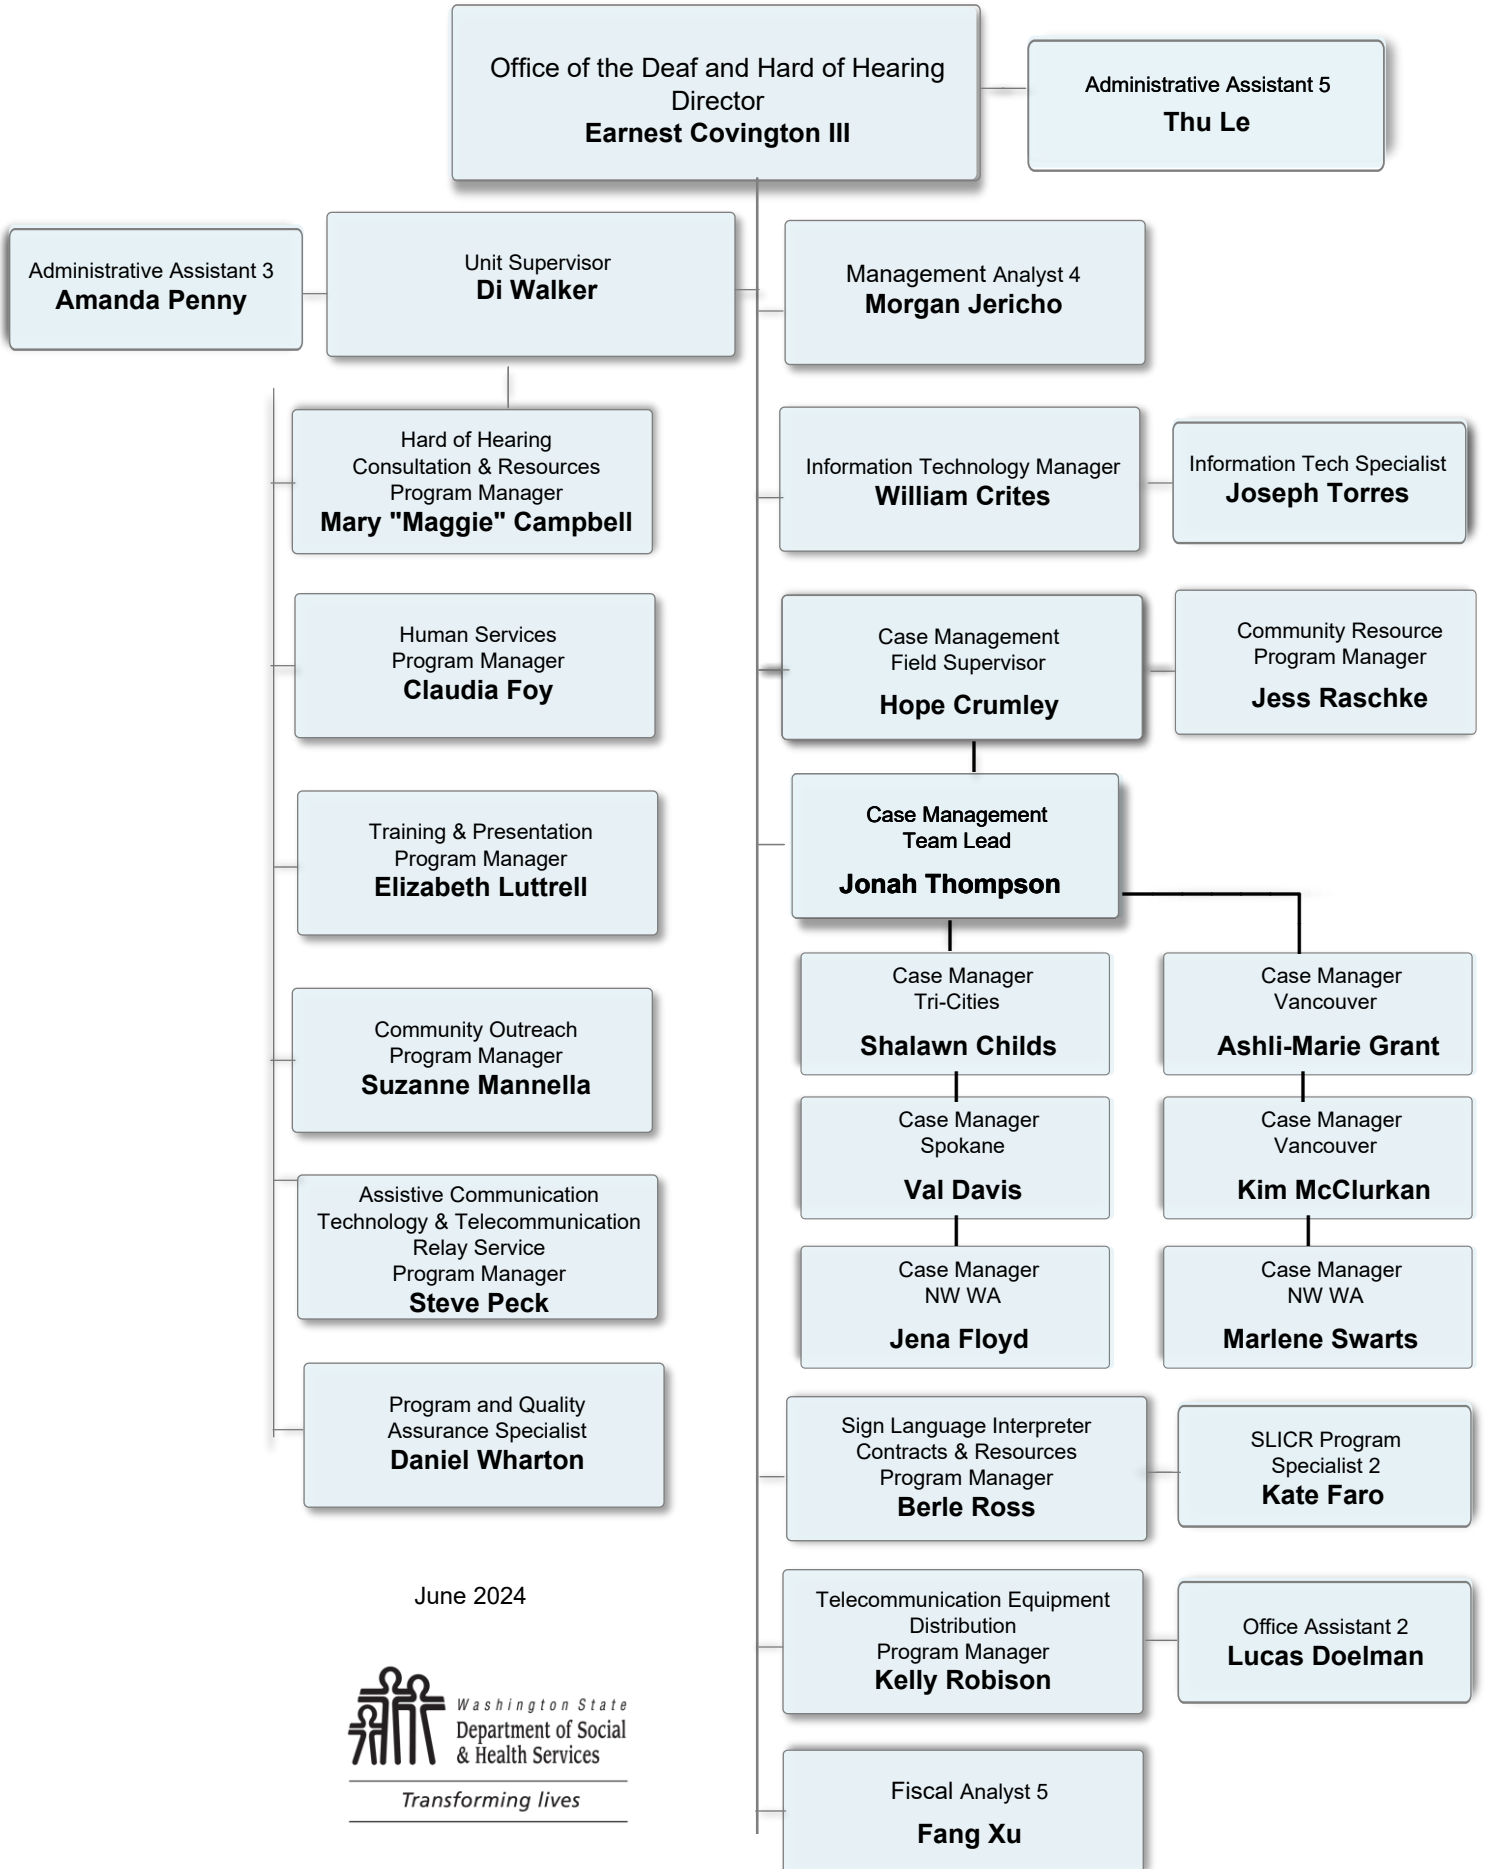 Office of the Deaf and Hard of Hearing
Director
Earnest Covington III
Administrative Assistant 5
Thu Le
Administrative Assistant 3
Amanda Penny
Unit Supervisor
Di Walker
Management Analyst 4
Morgan Jericho
Hard of Hearing
Consultation & Resources
Program Manager
Mary "Maggie" Campbell
Information Technology Manager
William Crites
Information Tech Specialist
Joseph Torres
Human Services
Program Manager
Claudia Foy
Case Management
Field Supervisor
Hope Crumley
Community Resource
Program Manager
Jess Raschke
Training & Presentation
Program Manager
Elizabeth Luttrell
Case Management
Team Lead
Jonah Thompson
Community Outreach
Program Manager
Suzanne Mannella
Case Manager
Tri-Cities
Shalawn Childs
Case Manager
Vancouver
Ashli-Marie Grant
Case Manager
Spokane
Val Davis
Case Manager
Vancouver
Kim McClurkan
Assistive Communication
Technology & Telecommunication
Relay Service
Program Manager
Steve Peck
Case Manager
NW WA
Jena Floyd
Case Manager
NW WA
Marlene Swarts
Program and Quality
Assurance Specialist
Daniel Wharton
Sign Language Interpreter
Contracts & Resources
Program Manager
Berle Ross
SLICR Program
Specialist 2
Kate Faro
June 2024
Telecommunication Equipment
Distribution
Program Manager
Kelly Robison
Office Assistant 2
Lucas Doelman
Washington State
Department of Social
& Health Services
Transforming lives
Fiscal Analyst 5
Fang Xu